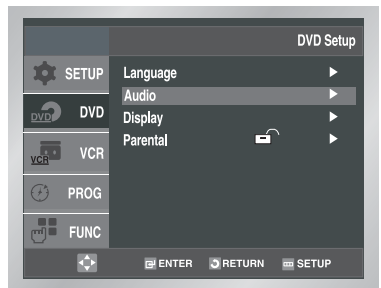 DVD Setup
SETUP
DVD
VCR
PROG
FUNC
Language
Audio
Display
Parental
DVD
VCR
ENTER RETURN SETUP